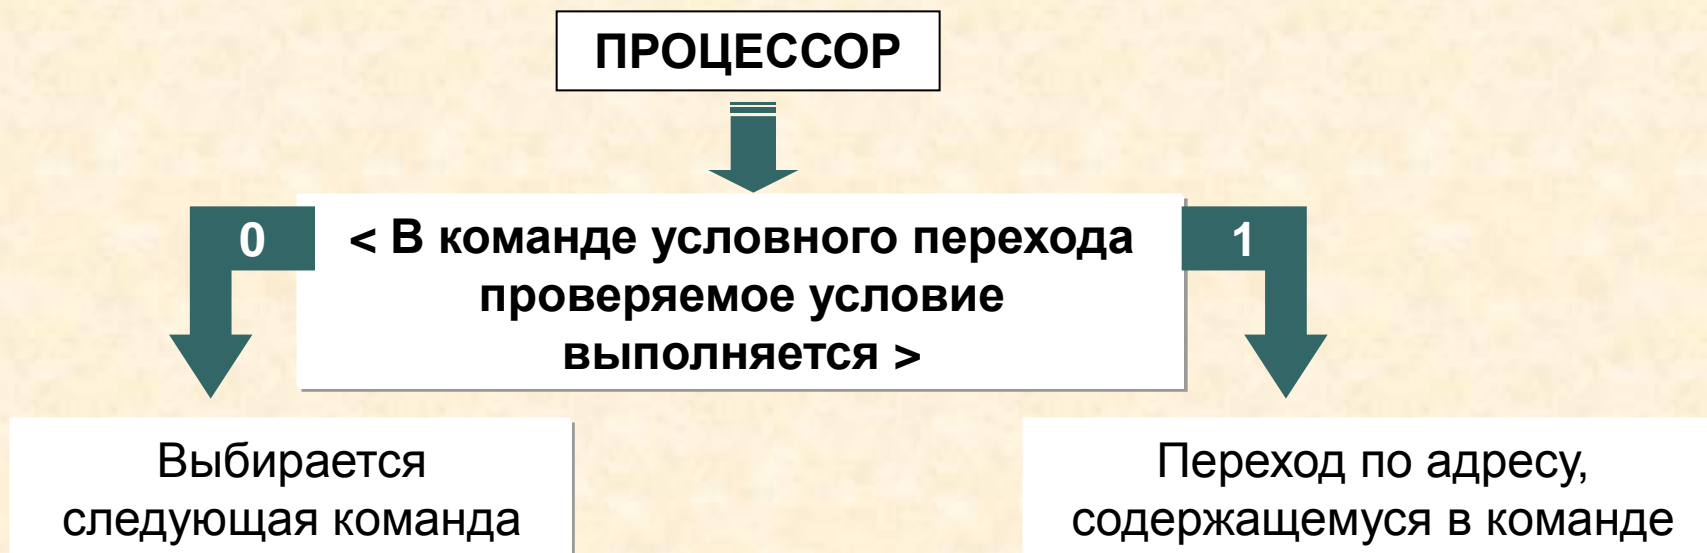 ПРОЦЕССОР
0
< В команде условного перехода
проверяемое условие
выполняется >
1
Выбирается
следующая команда
Переход по адресу,
содержащемуся в команде